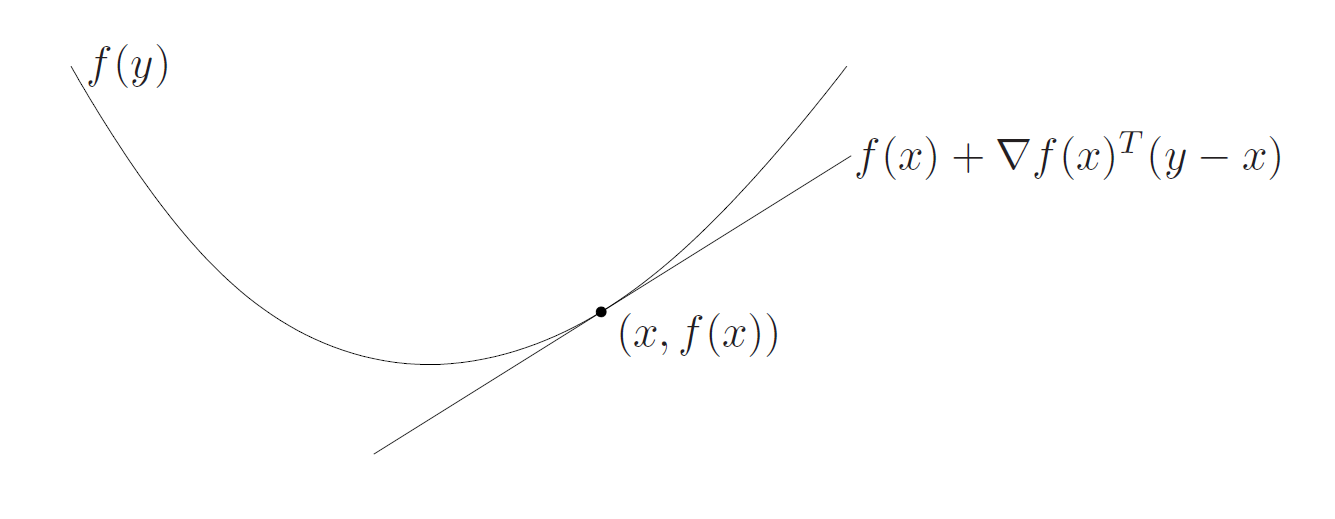 f(y)
f(x) + ∇f(x)^T(y − x)
(x, f(x))